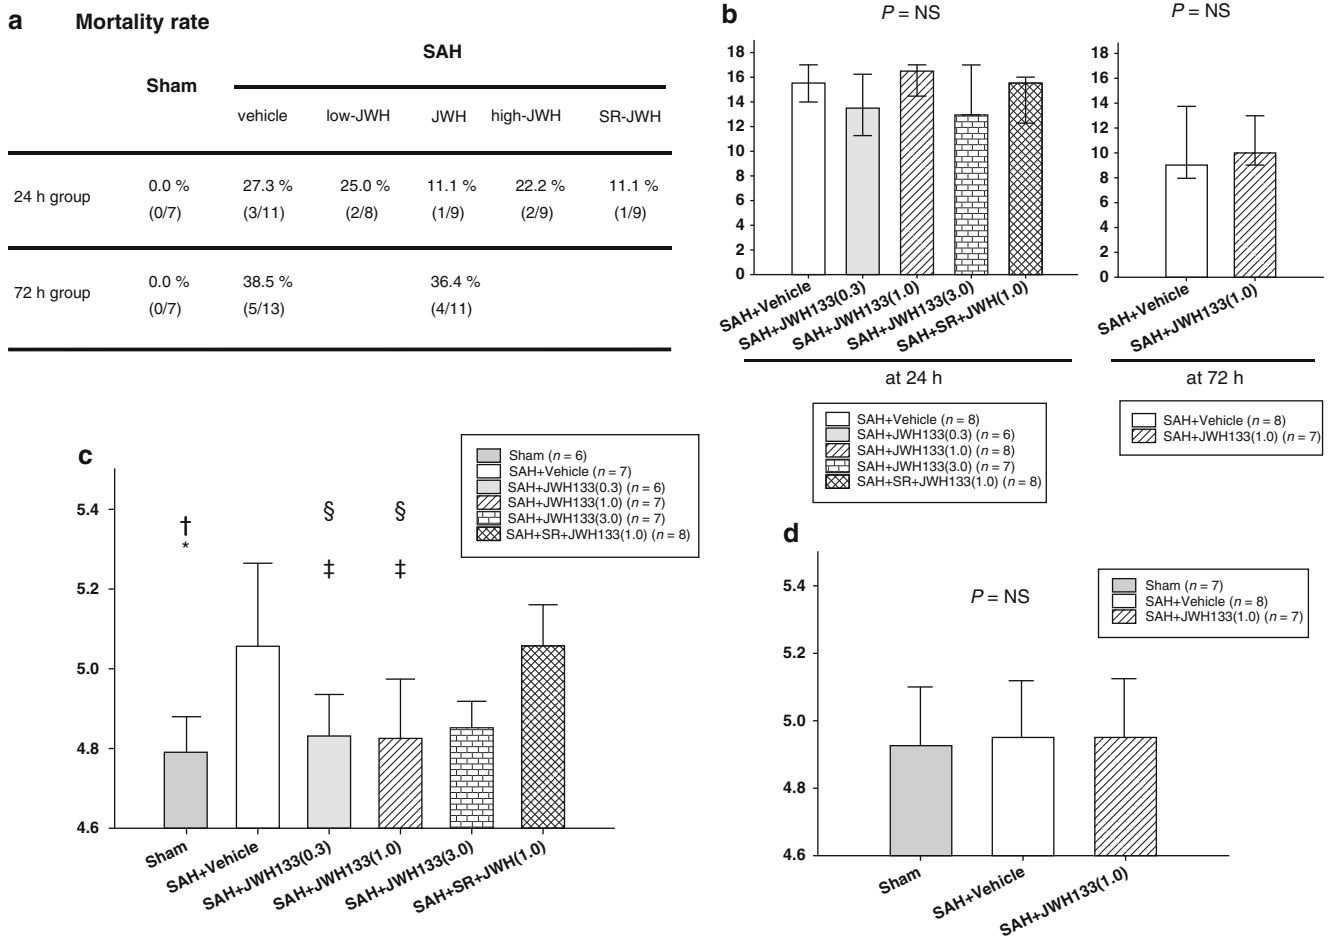 a Mortality rate
SAH
Sham
vehicle low-JWH JWH high-JWH SR-JWH
24 h group 0.0 % 27.3 % 25.0 % 11.1 % 22.2 % 11.1 %
(0/7) (3/11) (2/8) (1/9) (2/9) (1/9)
72 h group 0.0 % 38.5 % 36.4 %
(0/7) (5/13) (4/11)
b
P = NS
18
16
14
12
10
8
6
4
2
0
SAH+Vehicle
SAH+JWH133(0.3)
SAH+JWH133(1.0)
SAH+JWH133(3.0)
SAH+SR+JWH(1.0)
at 24 h
SAH+Vehicle (n = 8)
SAH+JWH133(0.3) (n = 6)
SAH+JWH133(1.0) (n = 8)
SAH+JWH133(3.0) (n = 7)
SAH+SR+JWH133(1.0) (n = 8)
P = NS
18
16
14
12
10
8
6
4
2
0
SAH+Vehicle
SAH+JWH133(1.0)
at 72 h
SAH+Vehicle (n = 8)
SAH+JWH133(1.0) (n = 7)
c
Sham (n = 6)
SAH+Vehicle (n = 7)
SAH+JWH133(0.3) (n = 6)
SAH+JWH133(1.0) (n = 7)
SAH+JWH133(3.0) (n = 7)
SAH+SR+JWH133(1.0) (n = 8)
5.4
5.2
5.0
4.8
4.6
† § §
* ‡ ‡
Sham
SAH+Vehicle
SAH+JWH133(0.3)
SAH+JWH133(1.0)
SAH+JWH133(3.0)
SAH+SR+JWH(1.0)
d
P = NS
Sham (n = 7)
SAH+Vehicle (n = 8)
SAH+JWH133(1.0) (n = 7)
5.4
5.2
5.0
4.8
4.6
Sham
SAH+Vehicle
SAH+JWH133(1.0)